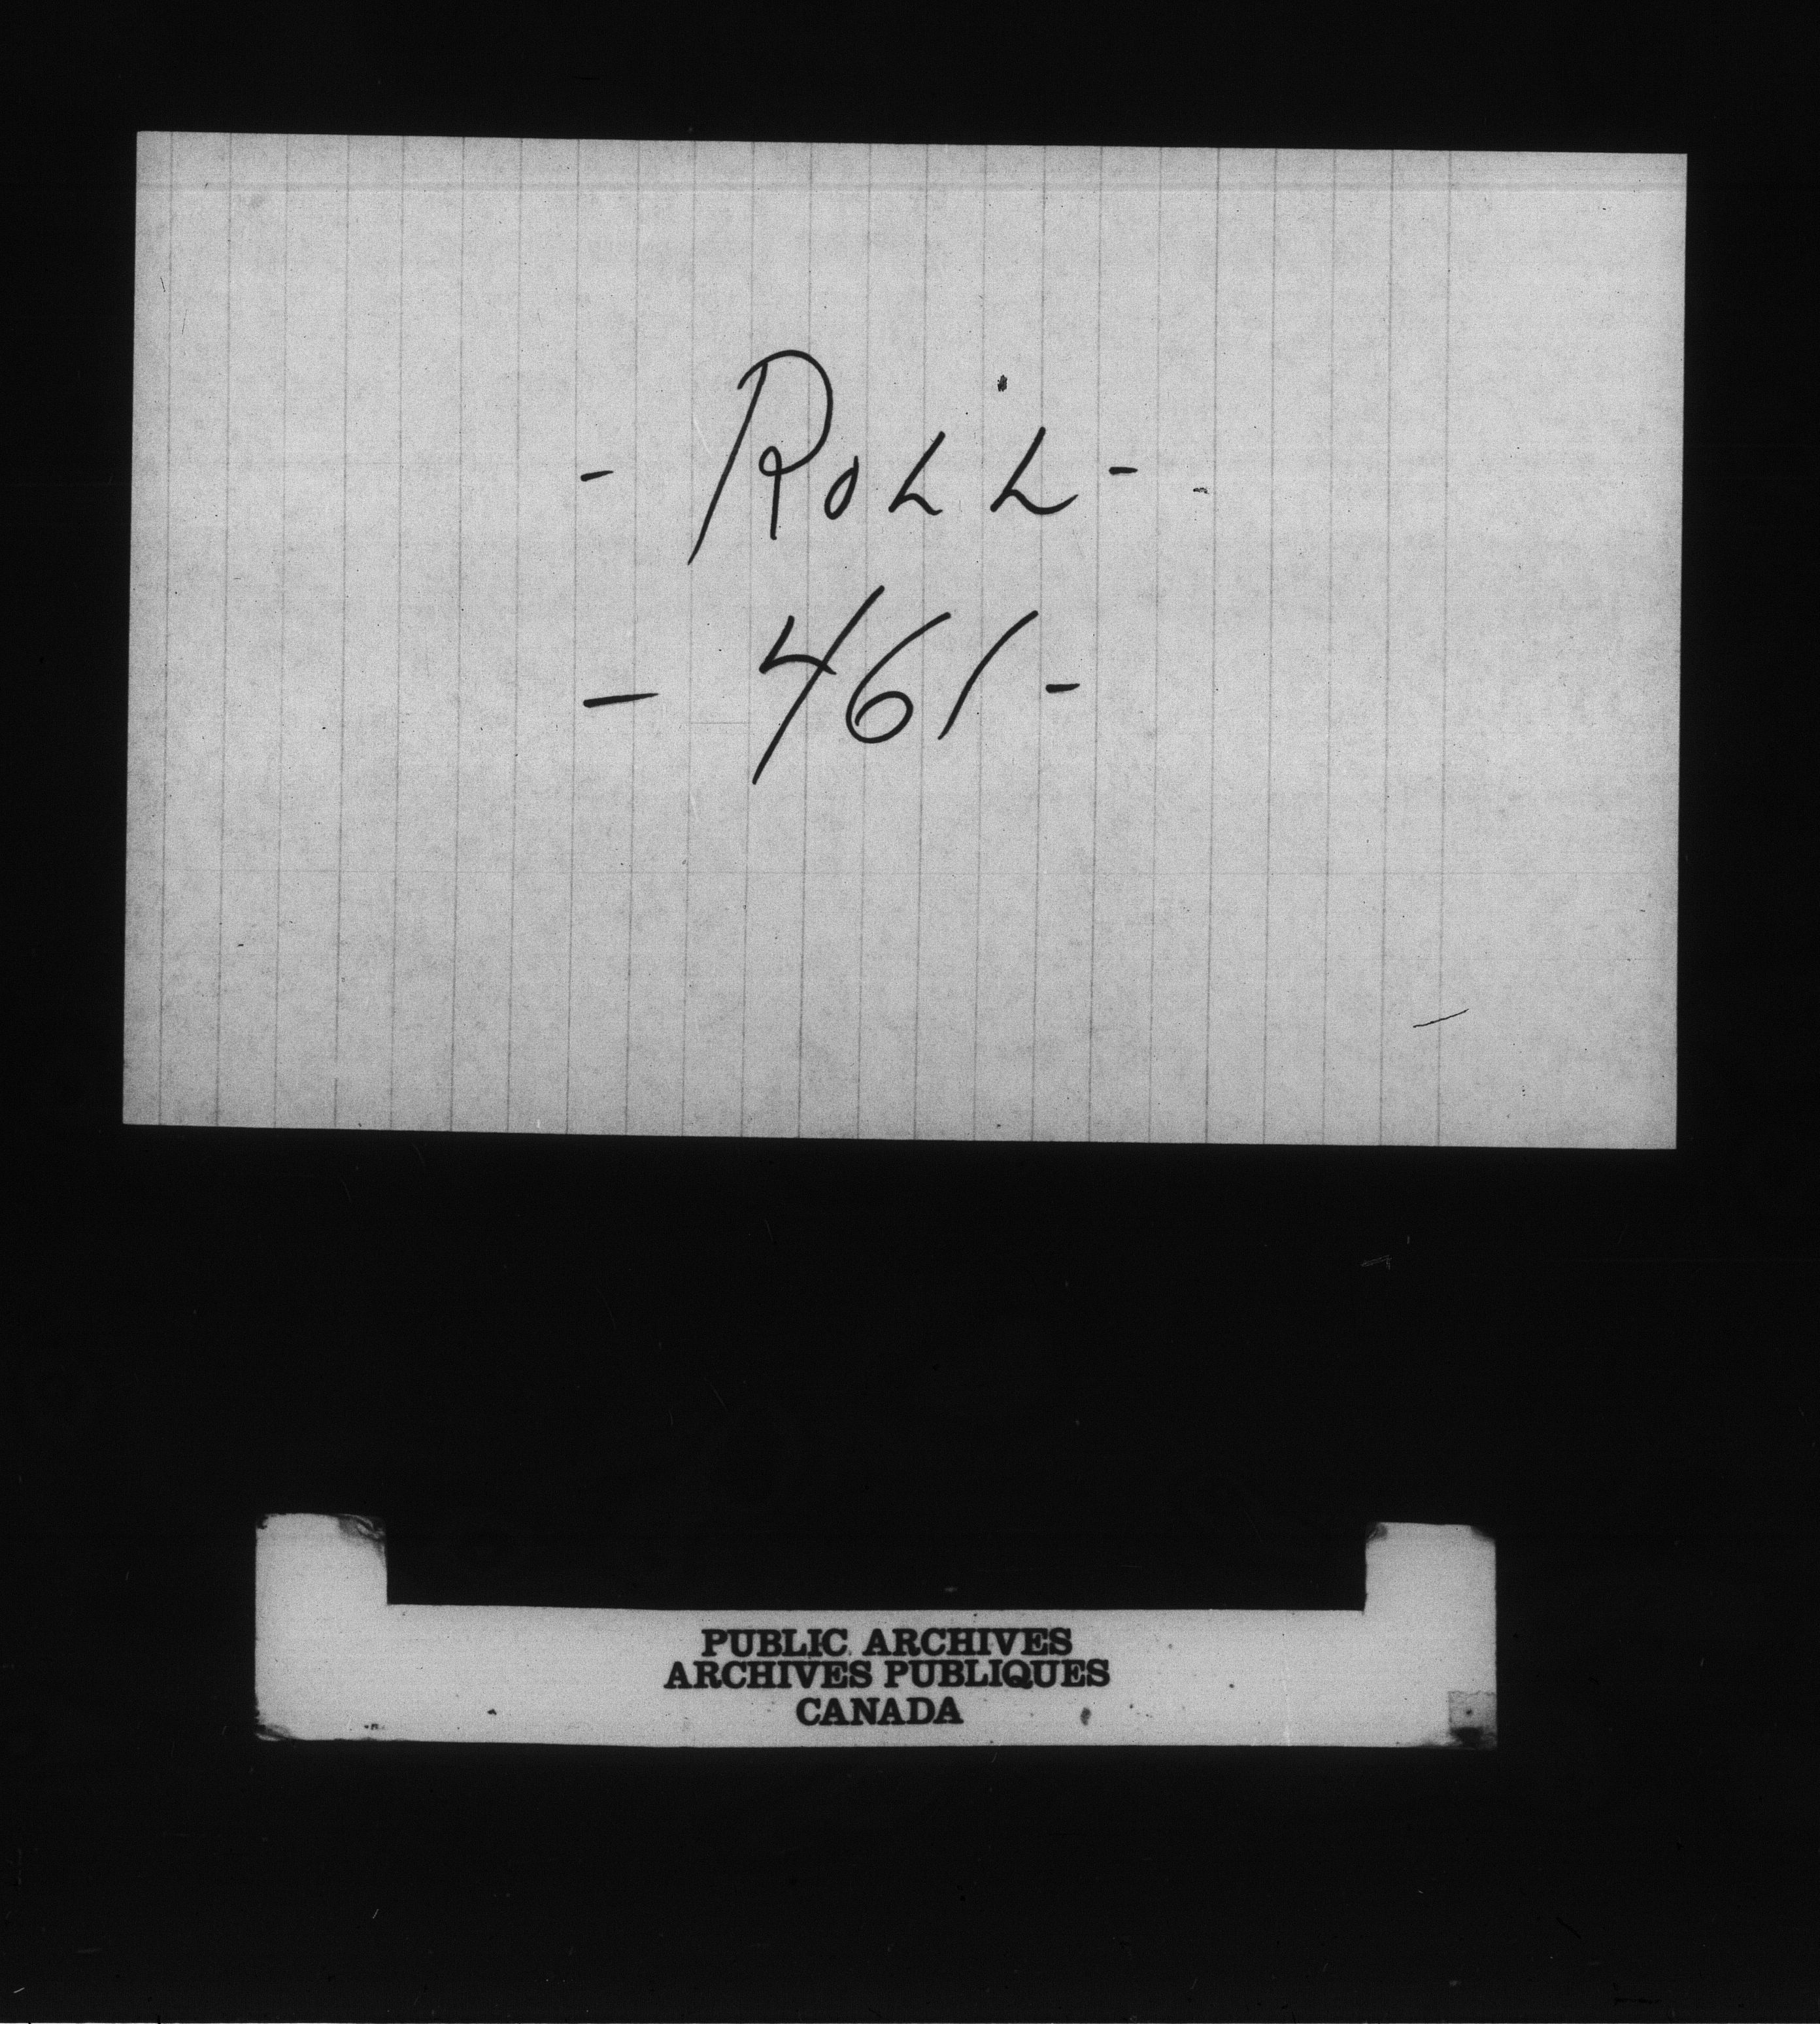 - ROLL -
- 461 -
PUBLIC ARCHIVES
ARCHIVES PUBLIQUES
CANADA